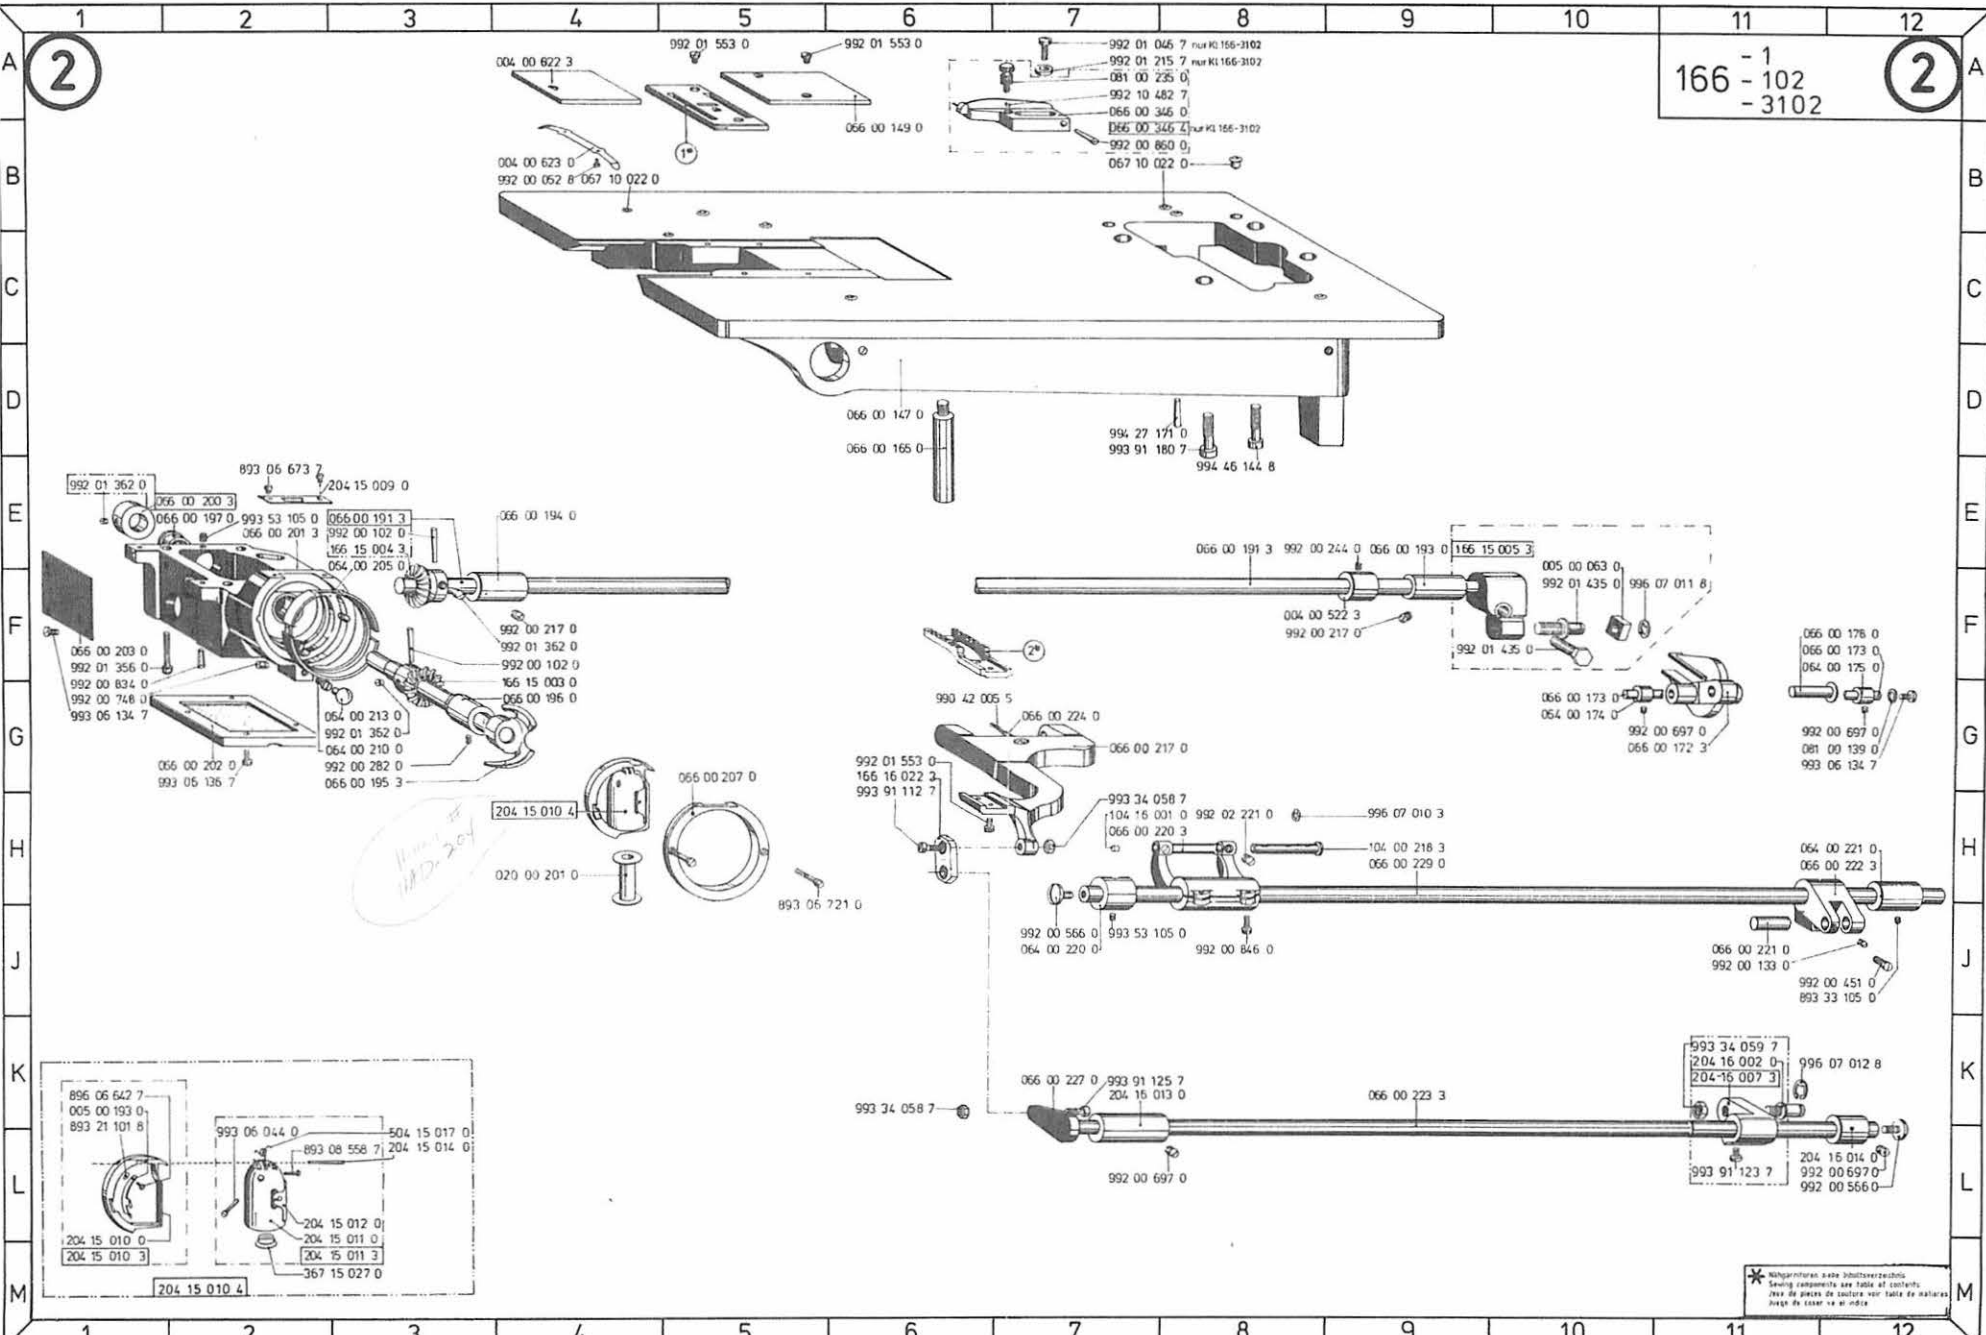 1 2 3 4 5 6 7 8 9 10 11 12
A
2
166 - 1
- 102
- 3102
2
A
992 01 553 0
992 01 553 0
004 00 622 3
066 00 149 0
1*
004 00 623 0
992 00 052 8
067 10 022 0
992 01 046 7 nur Kl. 166-3102
992 01 215 7 nur Kl. 166-3102
081 00 235 0
992 10 482 7
066 00 346 0
066 00 346 4 nur Kl. 166-3102
992 00 860 0
067 10 022 0
B
B
C
C
D
D
066 00 147 0
066 00 165 0
994 27 171 0
993 91 180 7
994 46 144 8
E
E
893 06 673 7
992 01 362 0
204 15 009 0
066 00 200 3
066 00 197 0
993 53 105 0
066 00 201 3
066 00 191 3
992 00 102 0
166 15 004 3
064 00 205 0
066 00 194 0
066 00 191 3
992 00 244 0
066 00 193 0
166 15 005 3
005 00 063 0
992 01 435 0
996 07 011 8
F
F
992 00 217 0
992 01 362 0
992 00 102 0
166 15 003 0
066 00 196 0
004 00 522 3
992 00 217 0
992 01 435 0
2*
066 00 203 0
992 01 356 0
992 00 834 0
992 00 748 0
993 06 134 7
066 00 178 0
066 00 173 0
064 00 175 0
G
G
064 00 213 0
992 01 362 0
064 00 210 0
992 00 282 0
066 00 195 3
066 00 202 0
993 06 136 7
990 42 005 5
066 00 224 0
066 00 217 0
066 00 173 0
064 00 174 0
992 00 697 0
066 00 172 3
992 00 697 0
081 00 139 0
993 06 134 7
992 01 553 0
166 16 022 3
993 91 112 7
066 00 207 0
204 15 010 4
H
H
993 34 058 7
104 16 001 0
066 00 220 3
992 02 221 0
996 07 010 3
104 00 218 3
066 00 229 0
064 00 221 0
066 00 222 3
020 00 201 0
893 06 721 0
J
J
992 00 566 0
064 00 220 0
993 53 105 0
992 00 846 0
066 00 221 0
992 00 133 0
992 00 451 0
893 33 105 0
K
K
993 34 059 7
204 16 002 0
204-16 007 3
996 07 012 8
066 00 227 0
993 91 125 7
204 16 013 0
066 00 223 3
993 34 058 7
896 06 642 7
005 00 193 0
893 21 101 8
993 06 044 0
504 15 017 0
893 08 558 7
204 15 014 0
L
L
992 00 697 0
993 91 123 7
204 16 014 0
992 00 697 0
992 00 566 0
204 15 012 0
204 15 011 0
204 15 011 3
204 15 010 0
204 15 010 3
367 15 027 0
204 15 010 4
M
M
Sewing components see table of contents
1 2 3 4 5 6 7 8 9 10 11 12